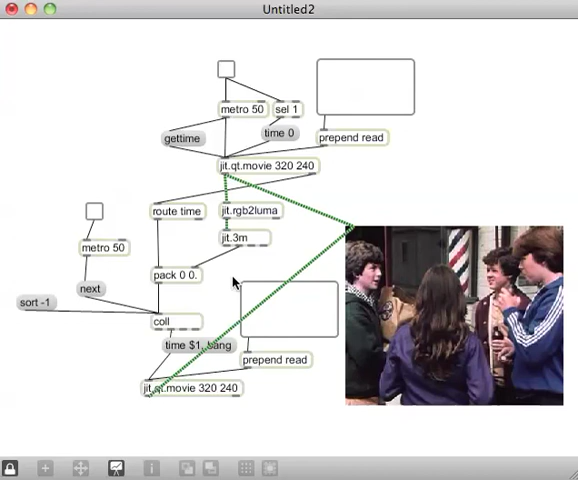 Untitled2
metro 50
sel 1
gettime
time 0
prepend read
jit.qt.movie 320 240
route time
jit.rgb2luma
jit.3m
metro 50
pack 0 0.
next
sort -1
coll
time $1, bang
prepend read
jit.qt.movie 320 240